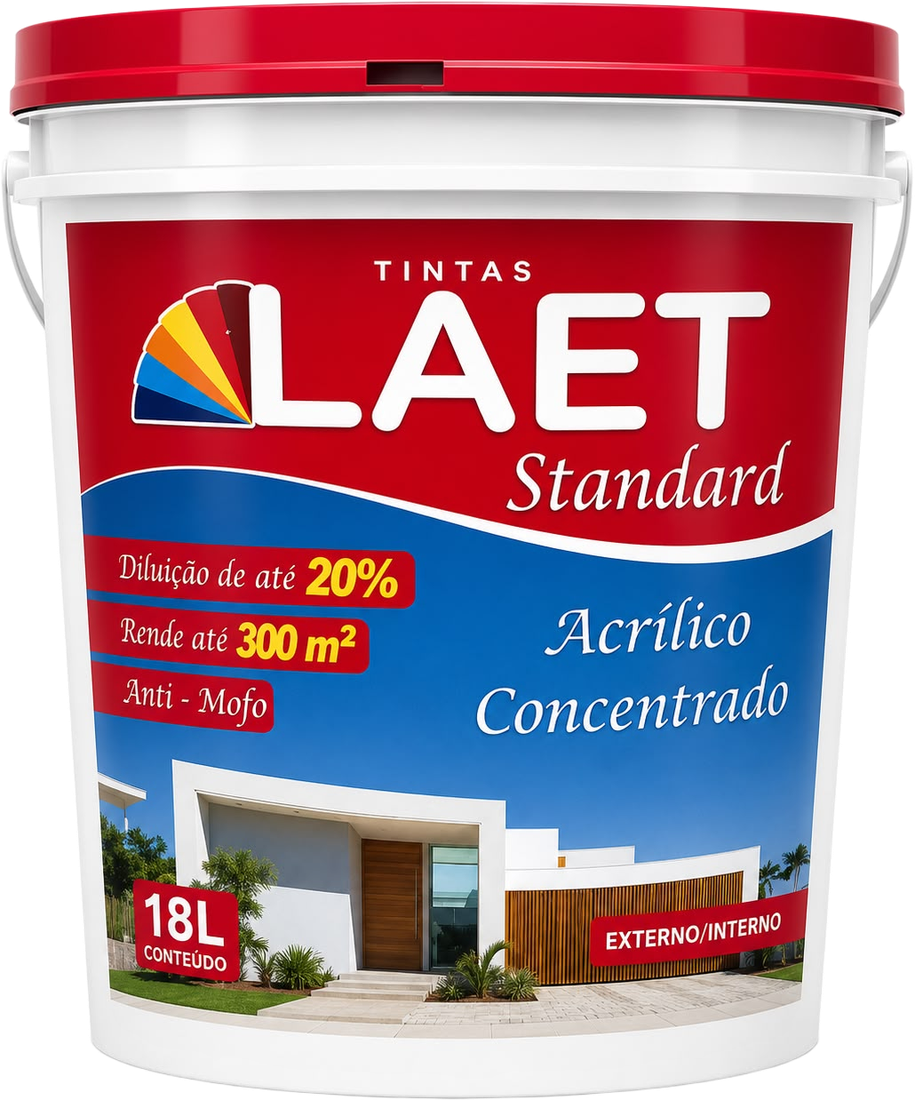 TINTAS
LAET
Standard
Diluição de até 20%
Rende até 300 m²
Anti - Mofo
Acrílico
Concentrado
18L
CONTEÚDO
EXTERNO/INTERNO